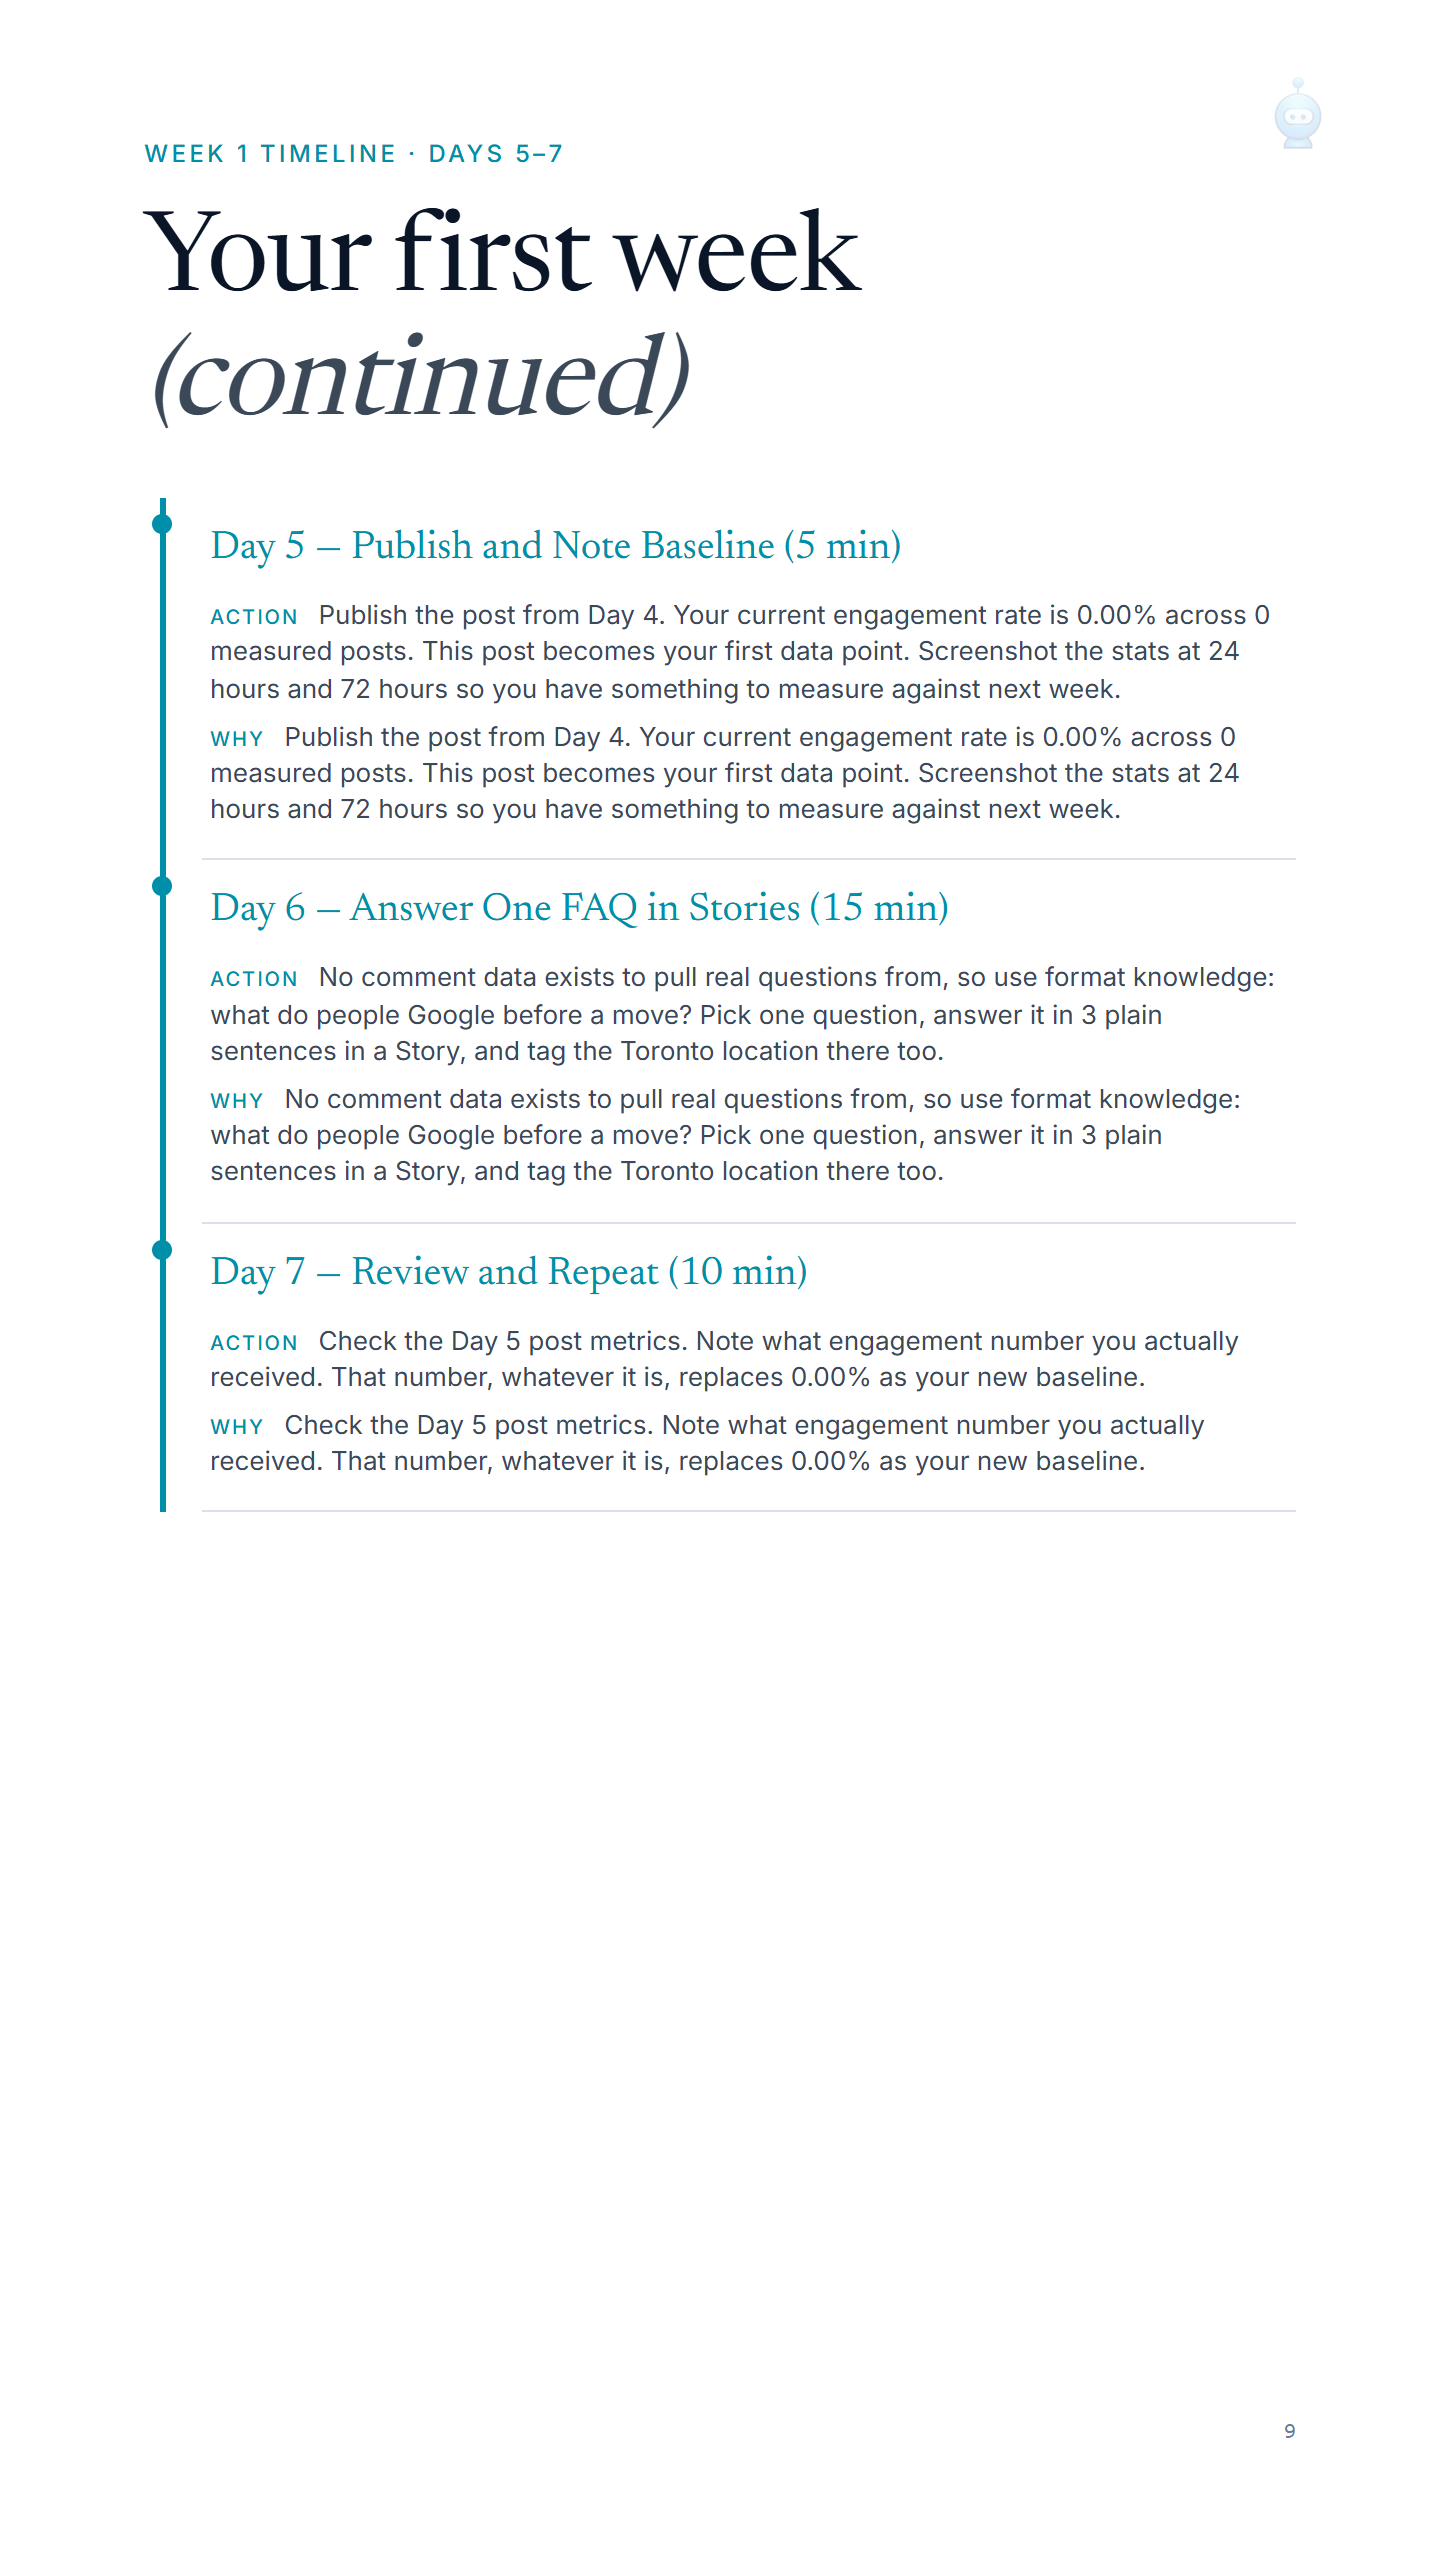 WEEK 1 TIMELINE · DAYS 5–7
Your first week
(continued)
Day 5 – Publish and Note Baseline (5 min)
ACTION Publish the post from Day 4. Your current engagement rate is 0.00% across 0
measured posts. This post becomes your first data point. Screenshot the stats at 24
hours and 72 hours so you have something to measure against next week.
WHY Publish the post from Day 4. Your current engagement rate is 0.00% across 0
measured posts. This post becomes your first data point. Screenshot the stats at 24
hours and 72 hours so you have something to measure against next week.
Day 6 – Answer One FAQ in Stories (15 min)
ACTION No comment data exists to pull real questions from, so use format knowledge:
what do people Google before a move? Pick one question, answer it in 3 plain
sentences in a Story, and tag the Toronto location there too.
WHY No comment data exists to pull real questions from, so use format knowledge:
what do people Google before a move? Pick one question, answer it in 3 plain
sentences in a Story, and tag the Toronto location there too.
Day 7 – Review and Repeat (10 min)
ACTION Check the Day 5 post metrics. Note what engagement number you actually
received. That number, whatever it is, replaces 0.00% as your new baseline.
WHY Check the Day 5 post metrics. Note what engagement number you actually
received. That number, whatever it is, replaces 0.00% as your new baseline.
9